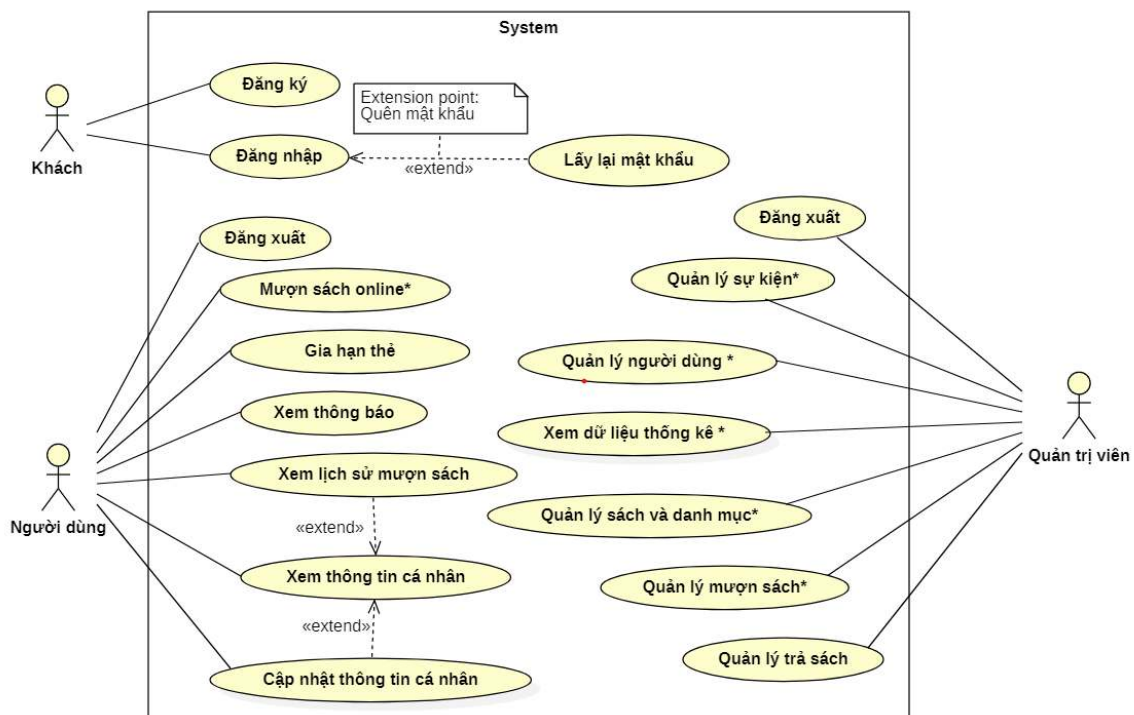 System
Đăng ký
Extension point:
Quên mật khẩu
Khách
Đăng nhập
«extend»
Lấy lại mật khẩu
Đăng xuất
Đăng xuất
Mượn sách online*
Quản lý sự kiện*
Gia hạn thẻ
Quản lý người dùng *
Xem thông báo
Xem dữ liệu thống kê *
Quản trị viên
Xem lịch sử mượn sách
Người dùng
Quản lý sách và danh mục*
«extend»
Xem thông tin cá nhân
Quản lý mượn sách*
«extend»
Quản lý trả sách
Cập nhật thông tin cá nhân